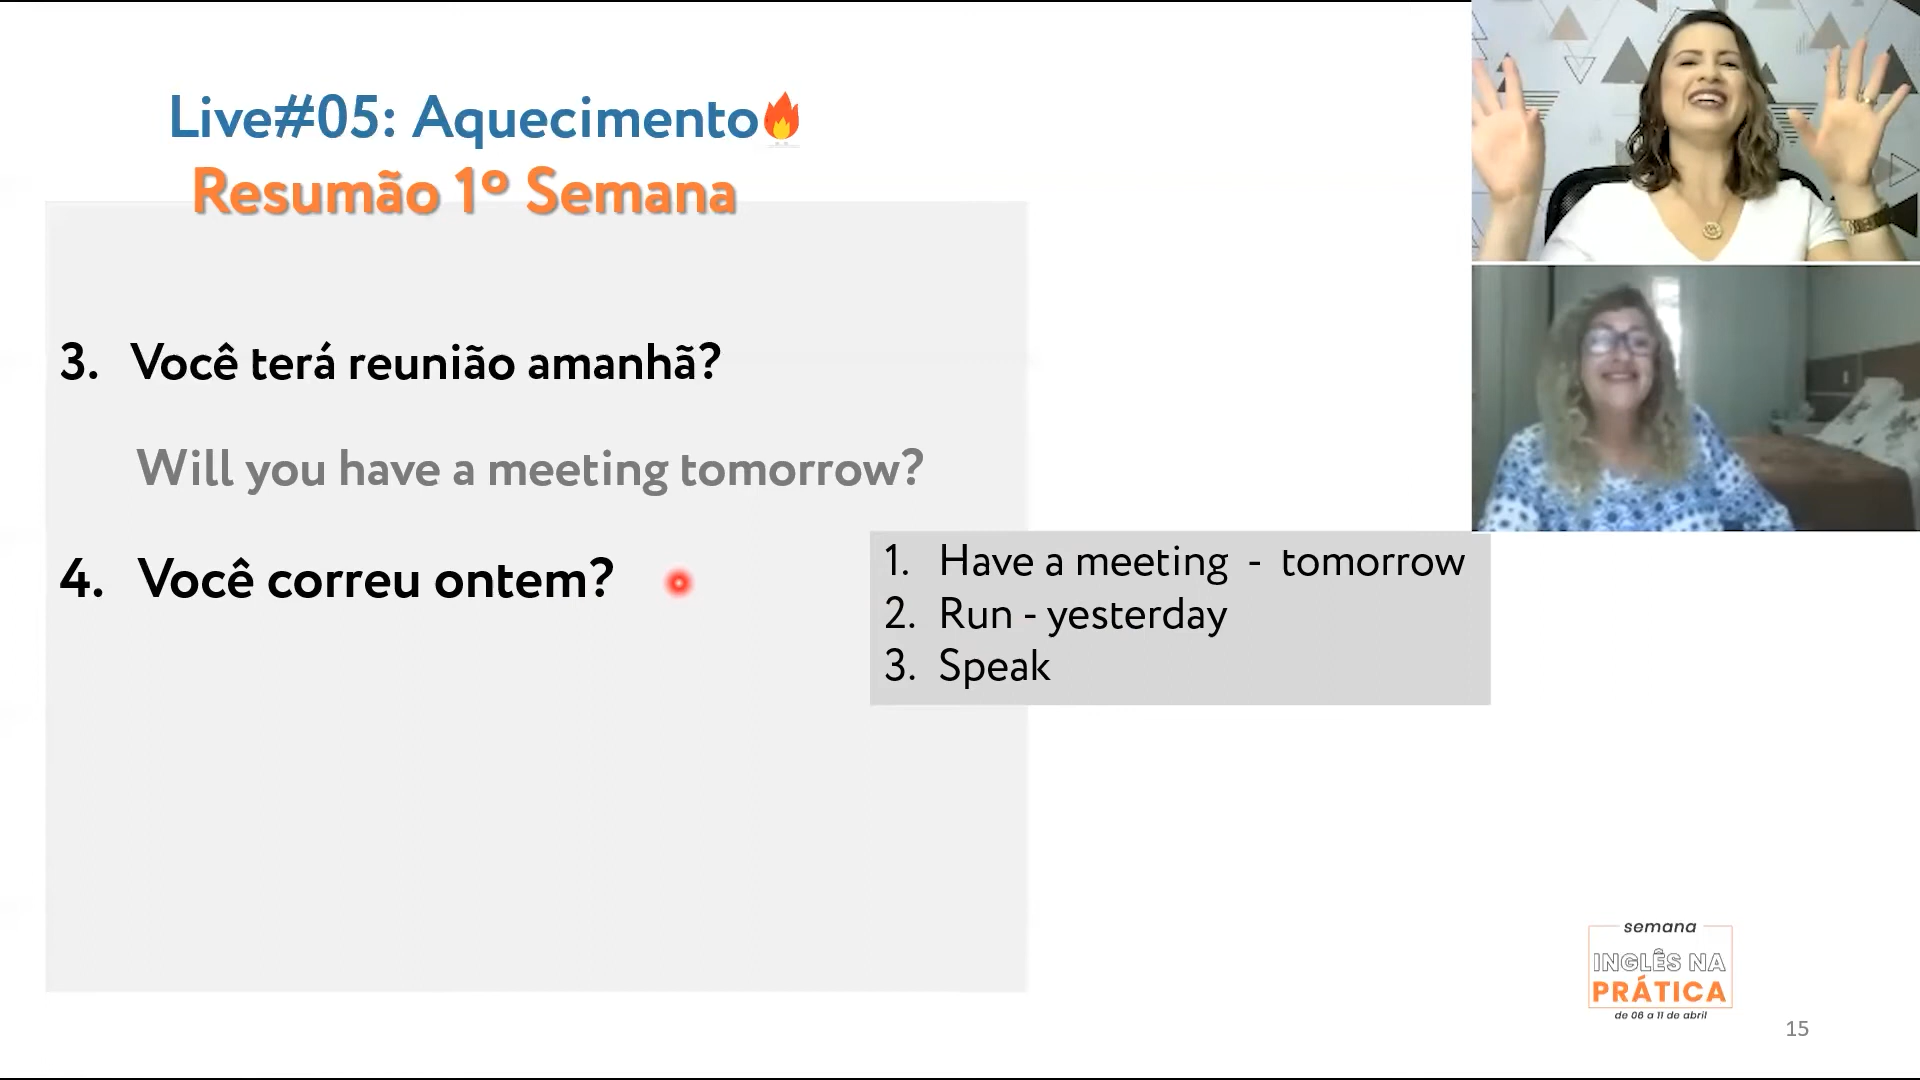 Live#05: Aquecimento🔥
Resumão 1º Semana
3. Você terá reunião amanhã?
Will you have a meeting tomorrow?
4. Você correu ontem?
1. Have a meeting - tomorrow
2. Run - yesterday
3. Speak
semana
INGLÊS NA
PRÁTICA
de 06 a 11 de abril
15